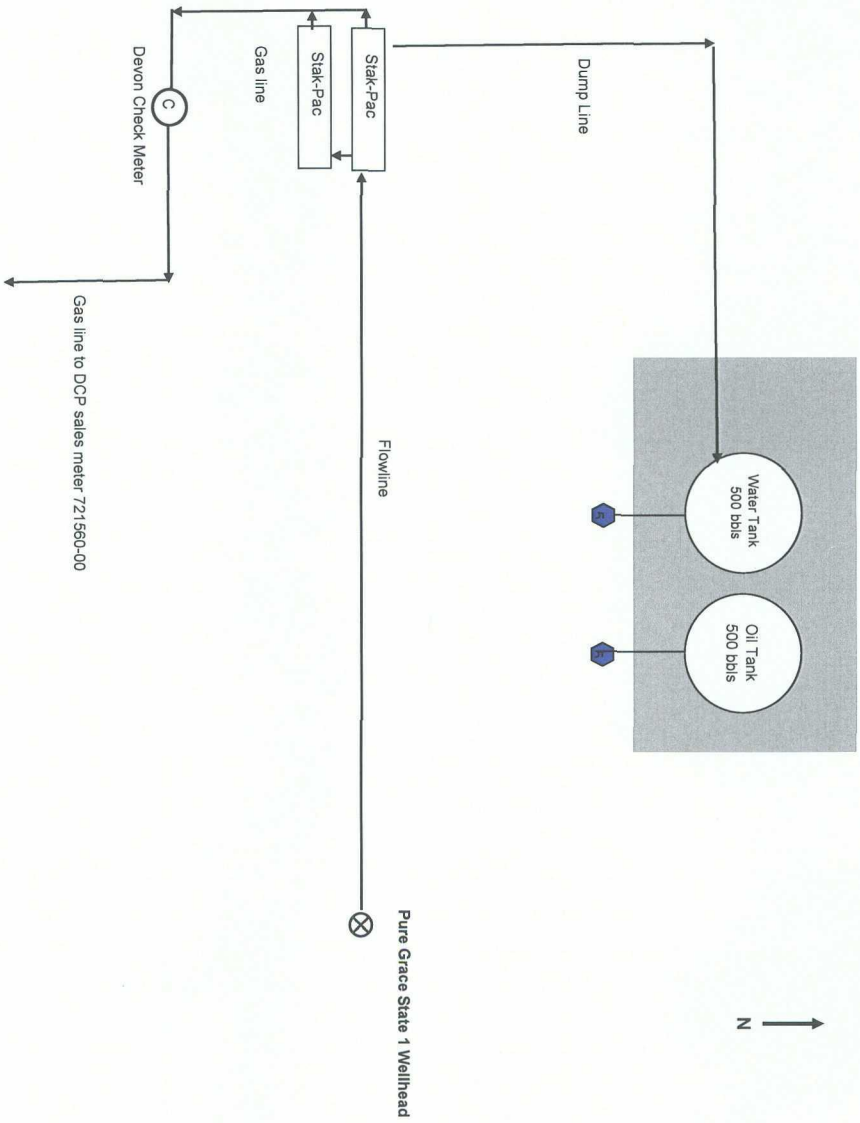 Water Tank
500 bbls
Oil Tank
500 bbls
N
Dump Line
Pure Grace State 1 Wellhead
Flowline
Stak-Pac
Stak-Pac
Gas line
C
Devon Check Meter
Gas line to DCP sales meter 721560-00